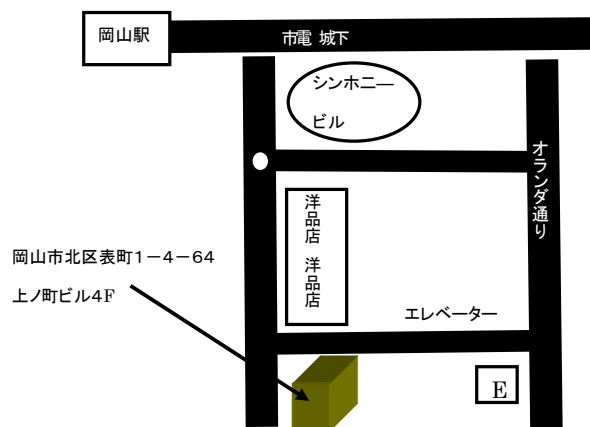 岡山駅
市電 城下
シンホニー
ビル
オランダ通り
洋品店 洋品店
岡山市北区表町1－4－64
上ノ町ビル4F
エレベーター
E